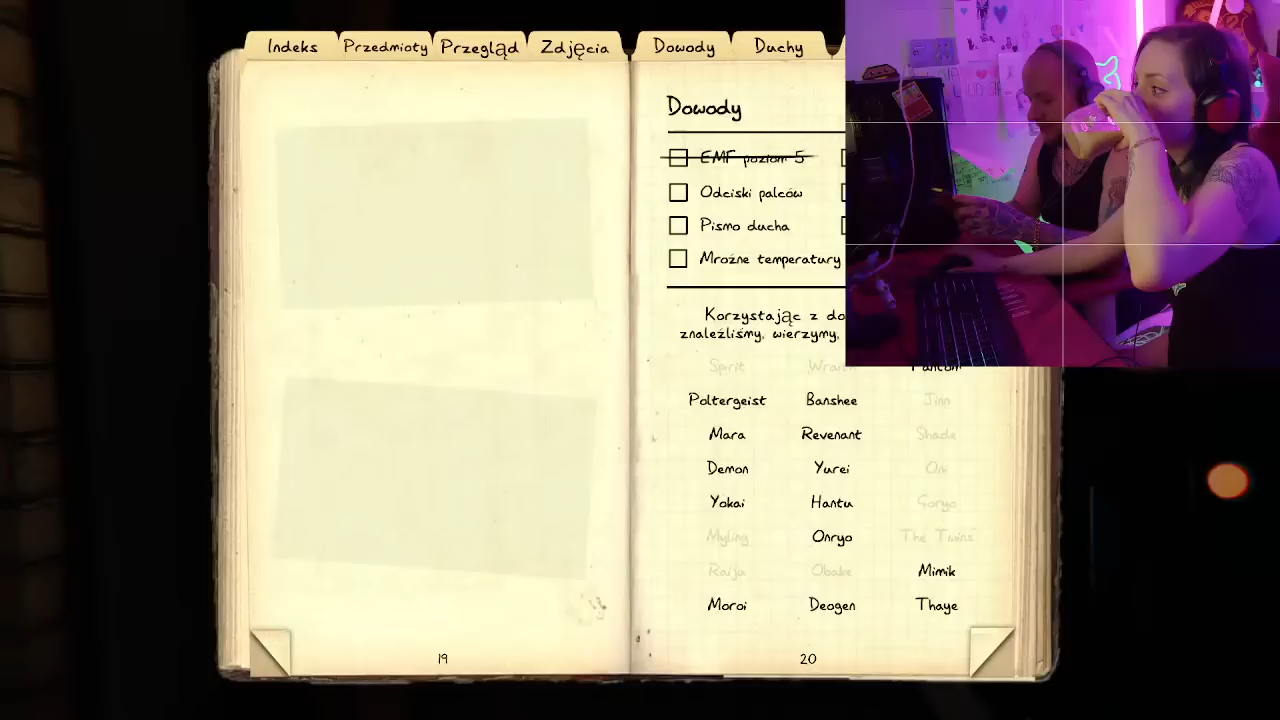 Indeks Przedmioty Przegląd Zdjęcia Dowody Duchy
Dowody
EMF poziom 5
Odciski palców
Pismo ducha
Mroźne temperatury
Korzystając z do
znaleźliśmy, wierzymy,
Spirit Wraith Fantom
Poltergeist Banshee Jinn
Mara Revenant Shade
Demon Yurei Oni
Yokai Hantu Goryo
Myling Onryo The Twins
Raiju Obake Mimik
Moroi Deogen Thaye
19 20